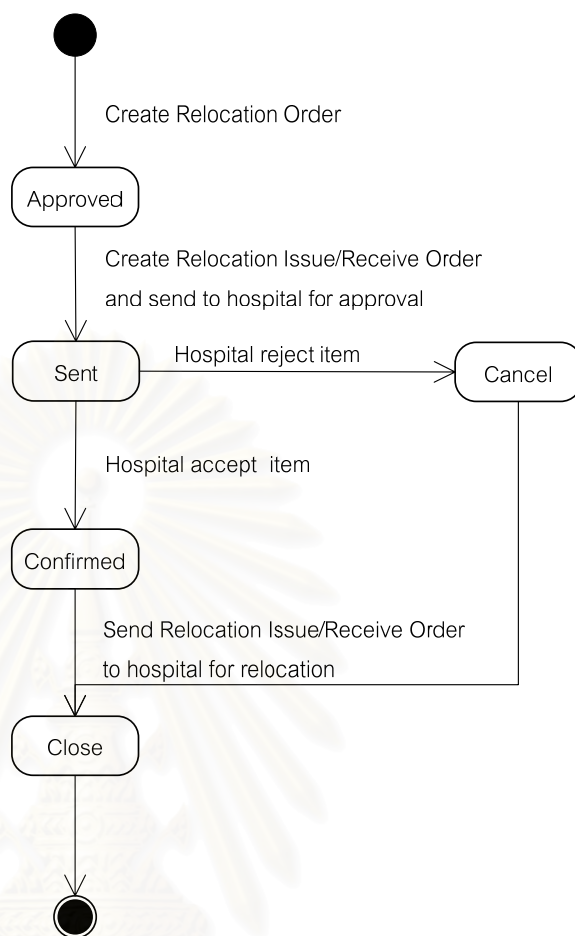 Create Relocation Order
Approved
Create Relocation Issue/Receive Order
and send to hospital for approval
Hospital reject item
Sent
Cancel
Hospital accept item
Confirmed
Send Relocation Issue/Receive Order
to hospital for relocation
Close